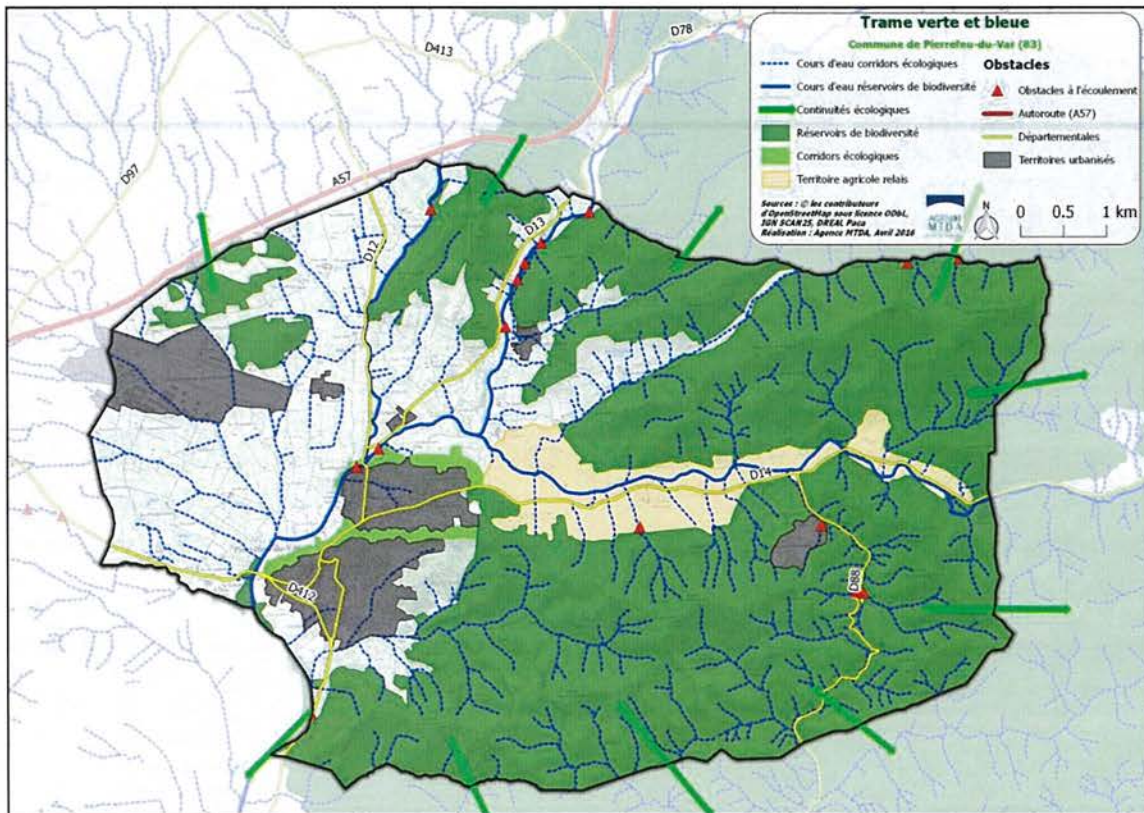 Trame verte et bleue
Commune de Pierrefeu-du-Var (83)
Cours d'eau corridors écologiques
Cours d'eau réservoirs de biodiversité
Continuités écologiques
Réservoirs de biodiversité
Corridors écologiques
Territoire agricole relais
Obstacles
Obstacles à l'écoulement
Autoroute (A57)
Départementales
Territoires urbanisés
Sources : © les contributeurs
d'OpenStreetMap sous licence ODbL,
IGN SCAN25, DREAL Paca
Réalisation : Agence MTDA, Avril 2016
AGENCE
MTDA
N
0 0.5 1 km
D413
D78
D97
A57
D12
D13
D14
D88
D412